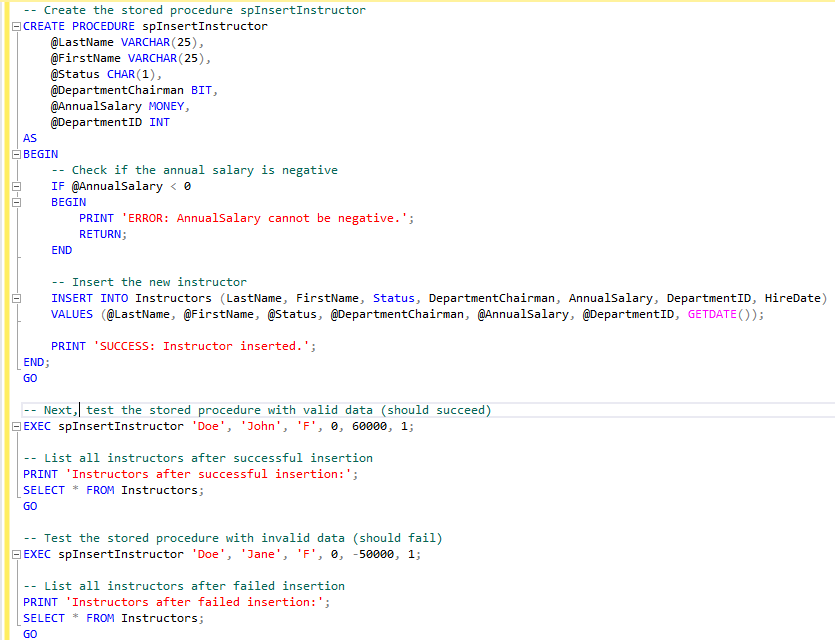 -- Create the stored procedure spInsertInstructor
CREATE PROCEDURE spInsertInstructor
    @LastName VARCHAR(25),
    @FirstName VARCHAR(25),
    @Status CHAR(1),
    @DepartmentChairman BIT,
    @AnnualSalary MONEY,
    @DepartmentID INT
AS
BEGIN
    -- Check if the annual salary is negative
    IF @AnnualSalary < 0
    BEGIN
        PRINT 'ERROR: AnnualSalary cannot be negative.';
        RETURN;
    END

    -- Insert the new instructor
    INSERT INTO Instructors (LastName, FirstName, Status, DepartmentChairman, AnnualSalary, DepartmentID, HireDate)
    VALUES (@LastName, @FirstName, @Status, @DepartmentChairman, @AnnualSalary, @DepartmentID, GETDATE());

    PRINT 'SUCCESS: Instructor inserted.';
END;
GO

-- Next, test the stored procedure with valid data (should succeed)
EXEC spInsertInstructor 'Doe', 'John', 'F', 0, 60000, 1;

-- List all instructors after successful insertion
PRINT 'Instructors after successful insertion:';
SELECT * FROM Instructors;
GO

-- Test the stored procedure with invalid data (should fail)
EXEC spInsertInstructor 'Doe', 'Jane', 'F', 0, -50000, 1;

-- List all instructors after failed insertion
PRINT 'Instructors after failed insertion:';
SELECT * FROM Instructors;
GO